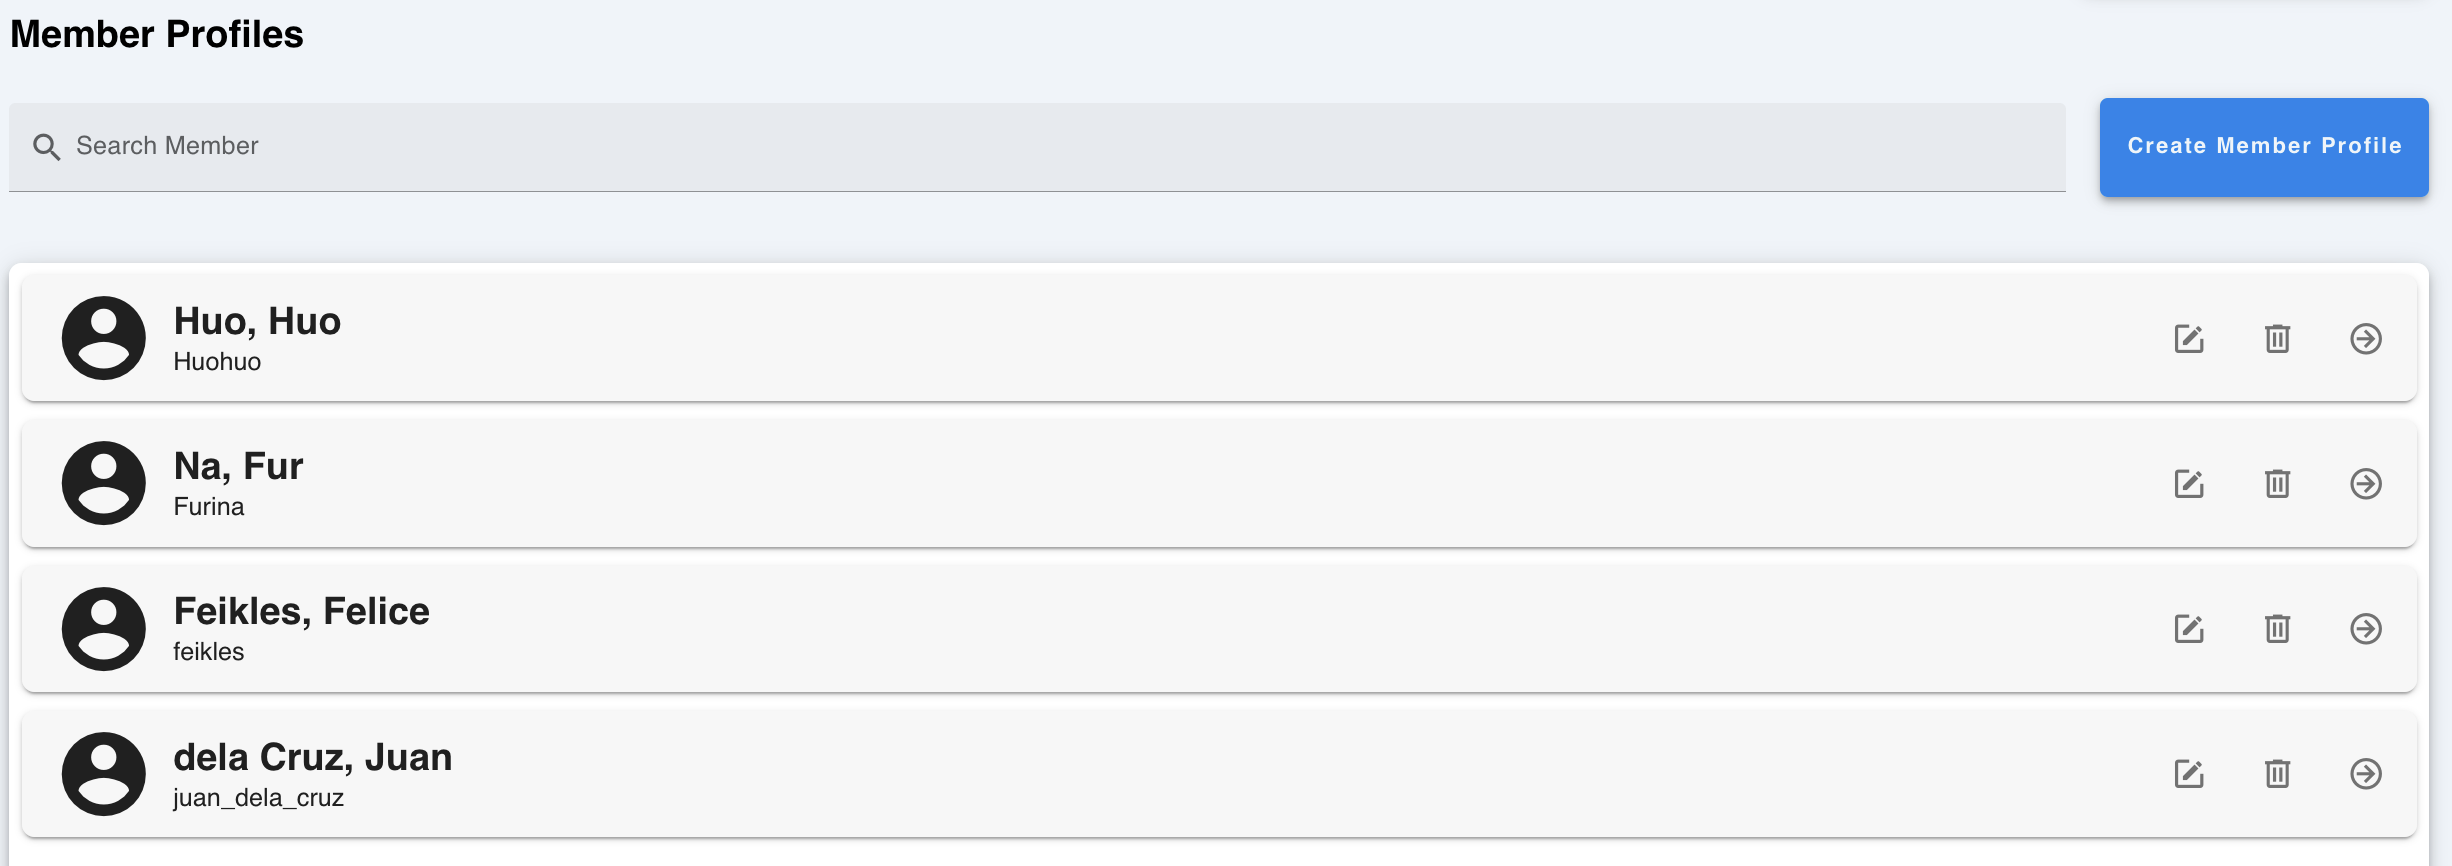 Member Profiles
Search Member
Create Member Profile
Huo, Huo
Huohuo
Na, Fur
Furina
Feikles, Felice
feikles
dela Cruz, Juan
juan_dela_cruz